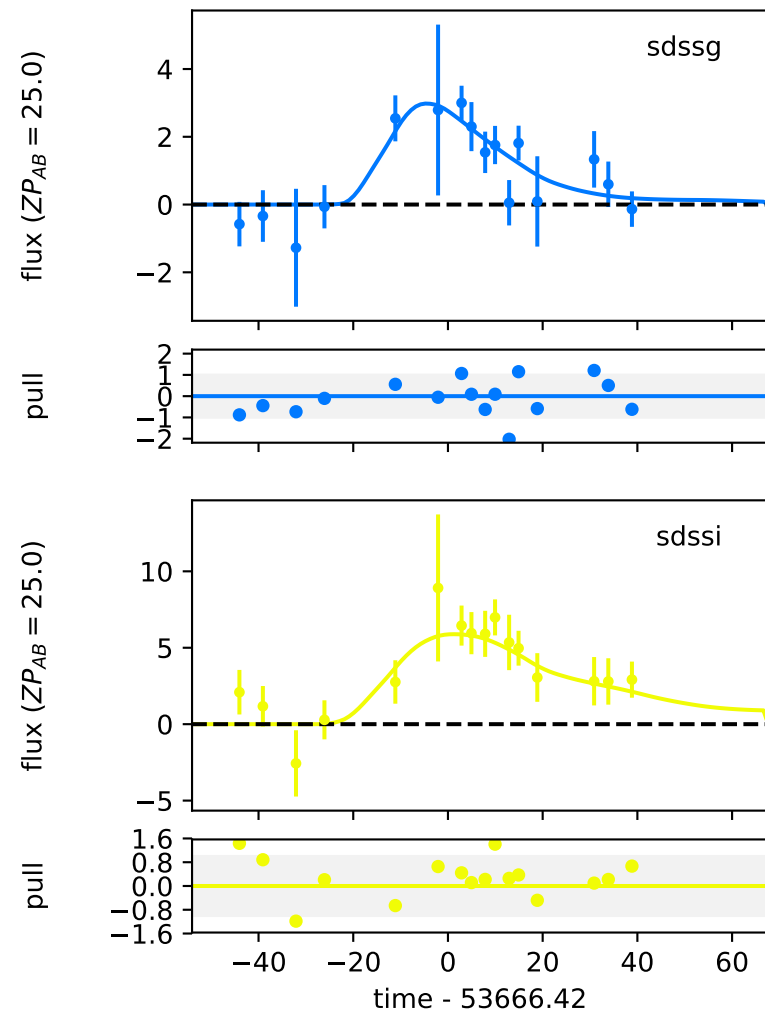 sdssg
flux (ZP_AB = 25.0)
4
2
0
−2
pull
2
1
0
−1
−2
sdssi
flux (ZP_AB = 25.0)
10
5
0
−5
pull
1.6
0.8
0.0
−0.8
−1.6
−40 −20 0 20 40 60
time - 53666.42